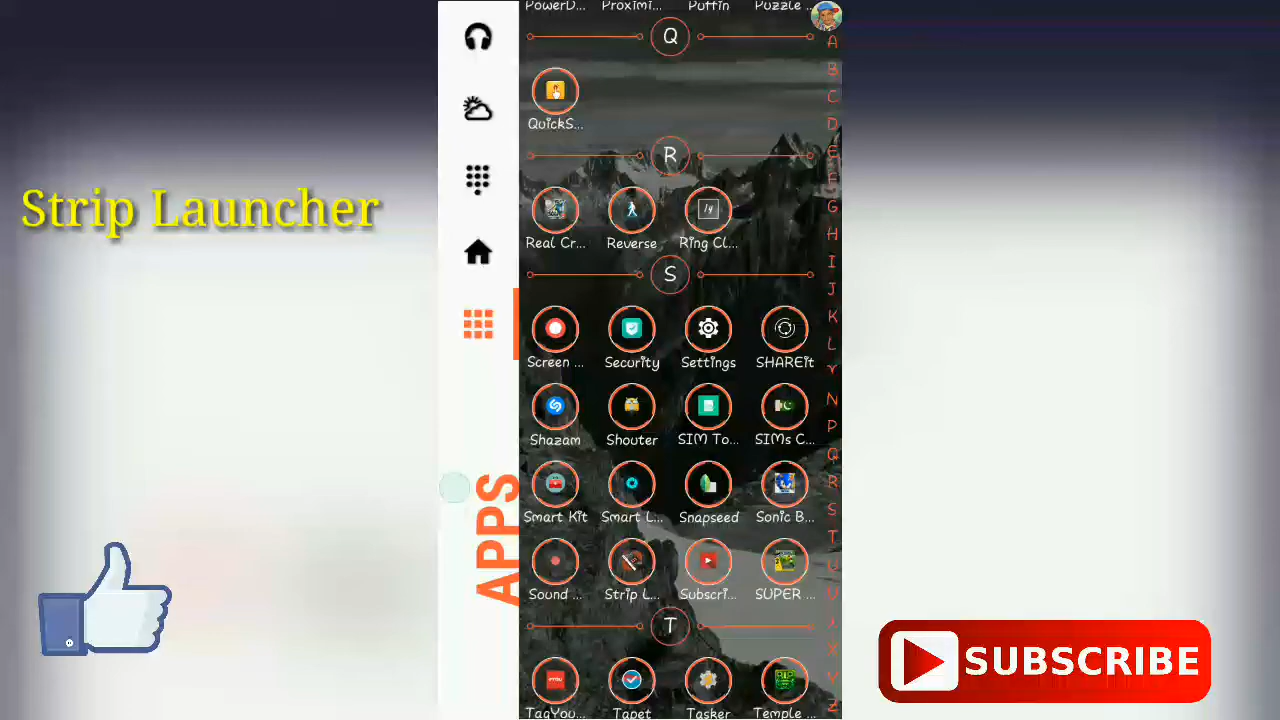 Strip Launcher
APPS
PowerD... Proximi... Puffin Puzzle ...
Q
QuickS...
R
Real Cr... Reverse Ring Cl...
S
Screen ... Security Settings SHAREit
Shazam Shouter SIM To... SIMs C...
Smart Kit Smart L... Snapseed Sonic B...
Sound ... Strip L... Subscri... SUPER ...
T
TagYou... Tapet Tasker Temple ...
A
B
C
D
E
F
G
H
I
J
K
L
N
P
Q
R
S
T
U
V
X
Y
Z
SUBSCRIBE